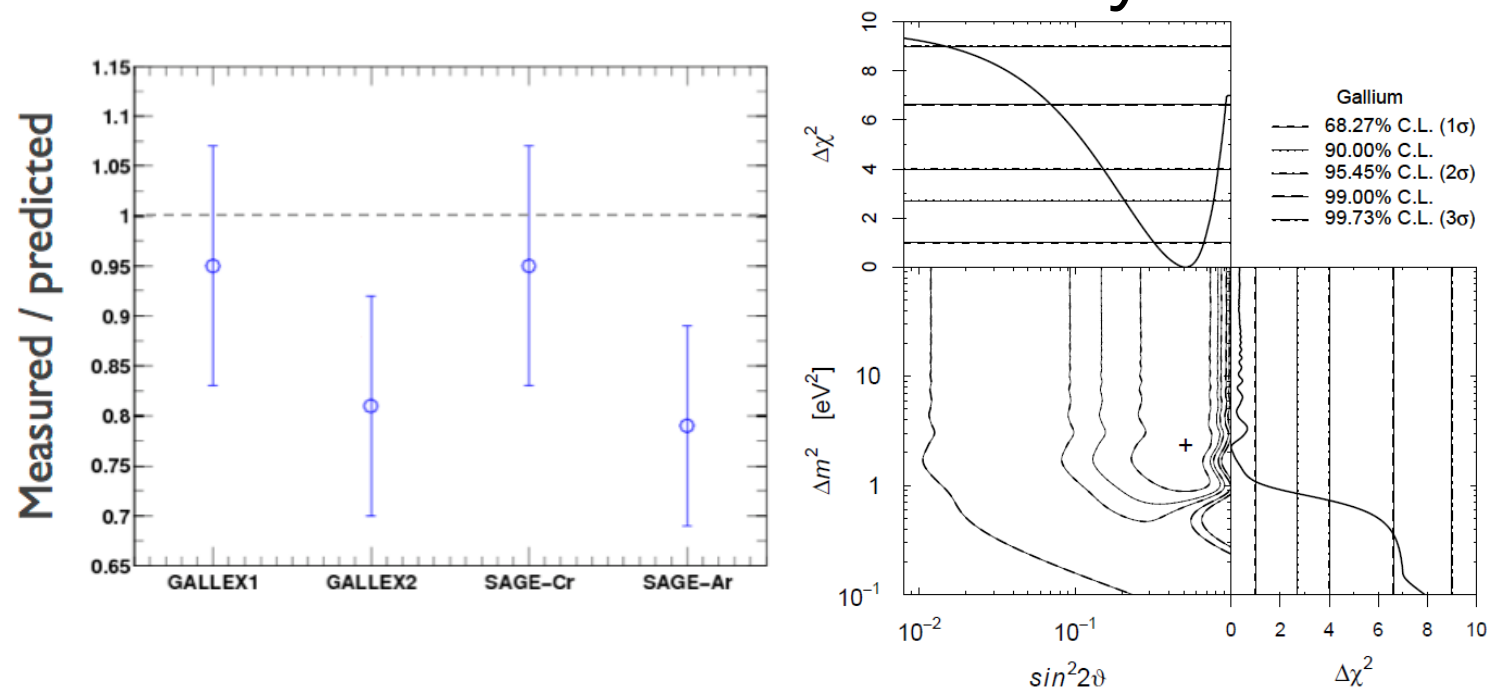 y
Measured / predicted
1.15
1.1
1.05
1
0.95
0.9
0.85
0.8
0.75
0.7
0.65
GALLEX1 GALLEX2 SAGE–Cr SAGE–Ar
Δχ²
10
8
6
4
2
0
Gallium
68.27% C.L. (1σ)
90.00% C.L.
95.45% C.L. (2σ)
99.00% C.L.
99.73% C.L. (3σ)
Δm² [eV²]
10
1
10⁻¹
10⁻² 10⁻¹
sin²2ϑ
0 2 4 6 8 10
Δχ²